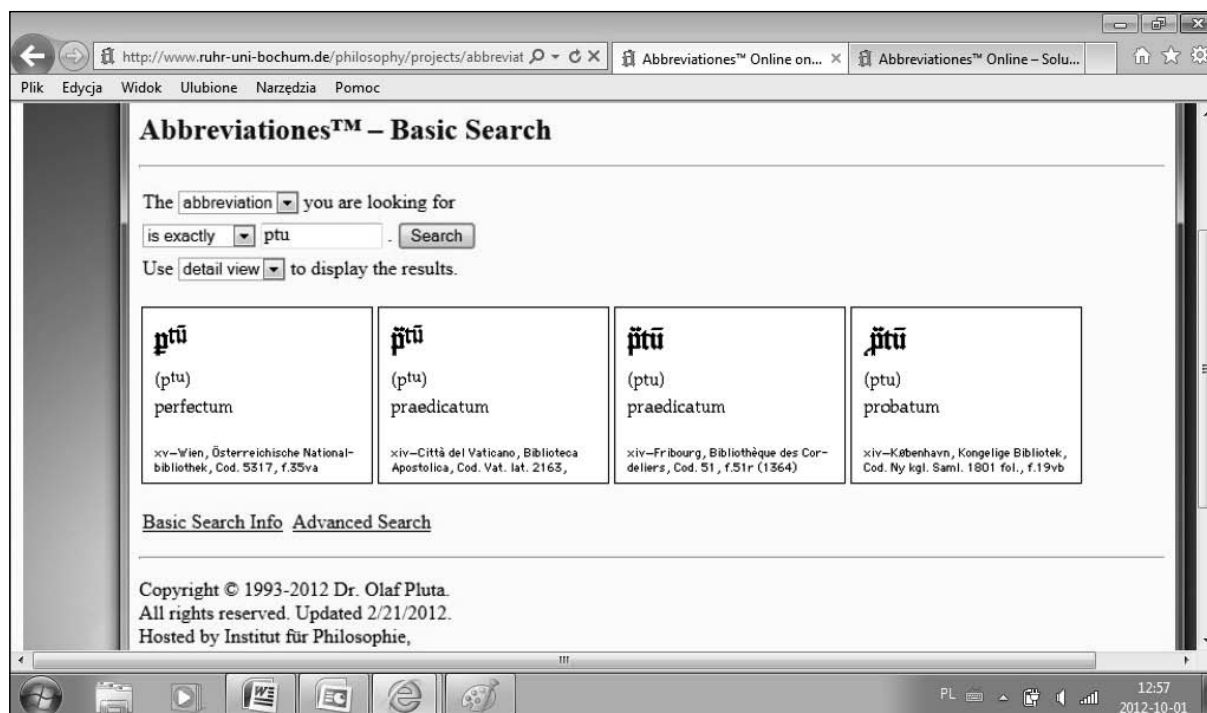 http://www.ruhr-uni-bochum.de/philosophy/projects/abbreviat
Abbreviationes™ Online on...
Abbreviationes™ Online – Solu...
Plik Edycja Widok Ulubione Narzędzia Pomoc
Abbreviationes™ – Basic Search
The abbreviation you are looking for
is exactly ptu . Search
Use detail view to display the results.
(ptu)
perfectum
xv–Wien, Österreichische National-
bibliothek, Cod. 5317, f.35va
(ptu)
praedicatum
xiv–Città del Vaticano, Biblioteca
Apostolica, Cod. Vat. lat. 2163,
(ptu)
praedicatum
xiv–Fribourg, Bibliothèque des Cor-
deliers, Cod. 51, f.51r (1364)
(ptu)
probatum
xiv–København, Kongelige Bibliotek,
Cod. Ny kgl. Saml. 1801 fol., f.19vb
Basic Search Info Advanced Search
Copyright © 1993-2012 Dr. Olaf Pluta.
All rights reserved. Updated 2/21/2012.
Hosted by Institut für Philosophie,
PL
12:57
2012-10-01